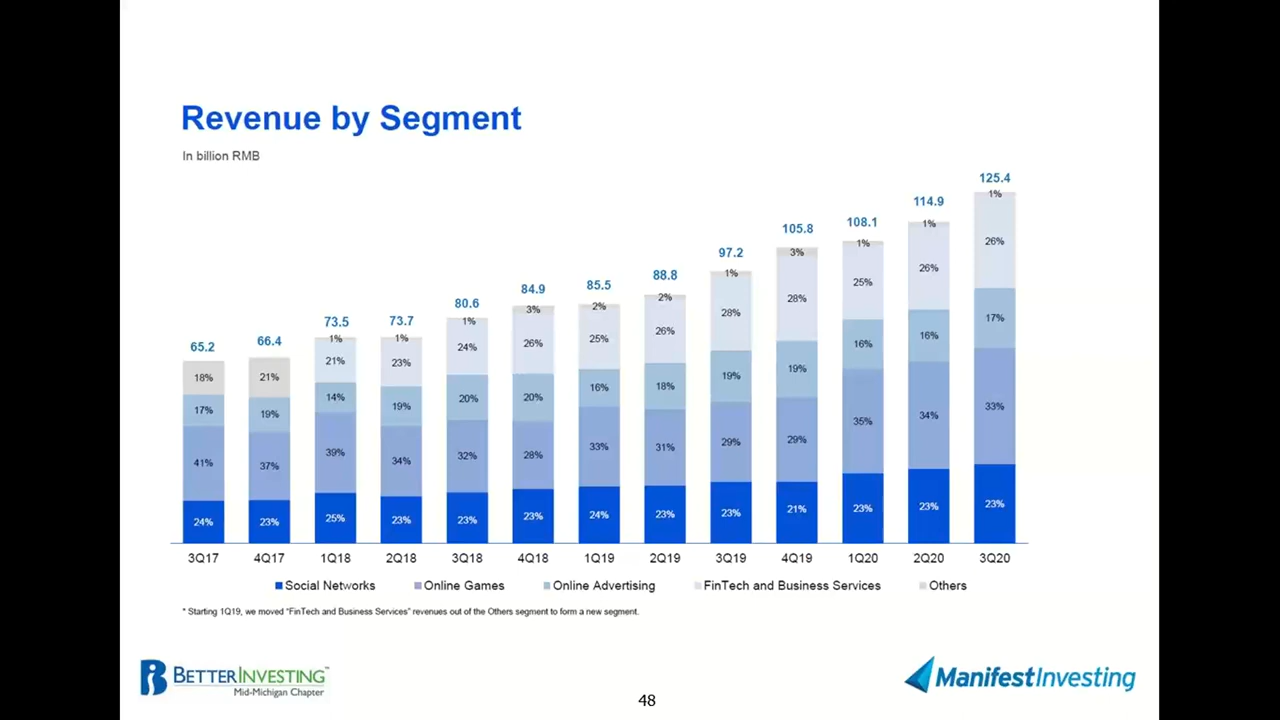 Revenue by Segment
In billion RMB
65.2 66.4 73.5 73.7 80.6 84.9 85.5 88.8 97.2 105.8 108.1 114.9 125.4
18% 21% 1% 1% 1% 3% 2% 2% 1% 3% 1% 1% 1%
21% 23% 24% 26% 25% 26% 28% 28% 25% 26% 26%
17% 19% 14% 19% 20% 20% 16% 18% 19% 19% 16% 16% 17%
41% 37% 39% 34% 32% 28% 33% 31% 29% 29% 35% 34% 33%
24% 23% 25% 23% 23% 23% 24% 23% 23% 21% 23% 23% 23%
3Q17 4Q17 1Q18 2Q18 3Q18 4Q18 1Q19 2Q19 3Q19 4Q19 1Q20 2Q20 3Q20
Social Networks Online Games Online Advertising FinTech and Business Services Others
* Starting 1Q19, we moved “FinTech and Business Services” revenues out of the Others segment to form a new segment.
BETTERINVESTING™
Mid-Michigan Chapter
ManifestInvesting
48